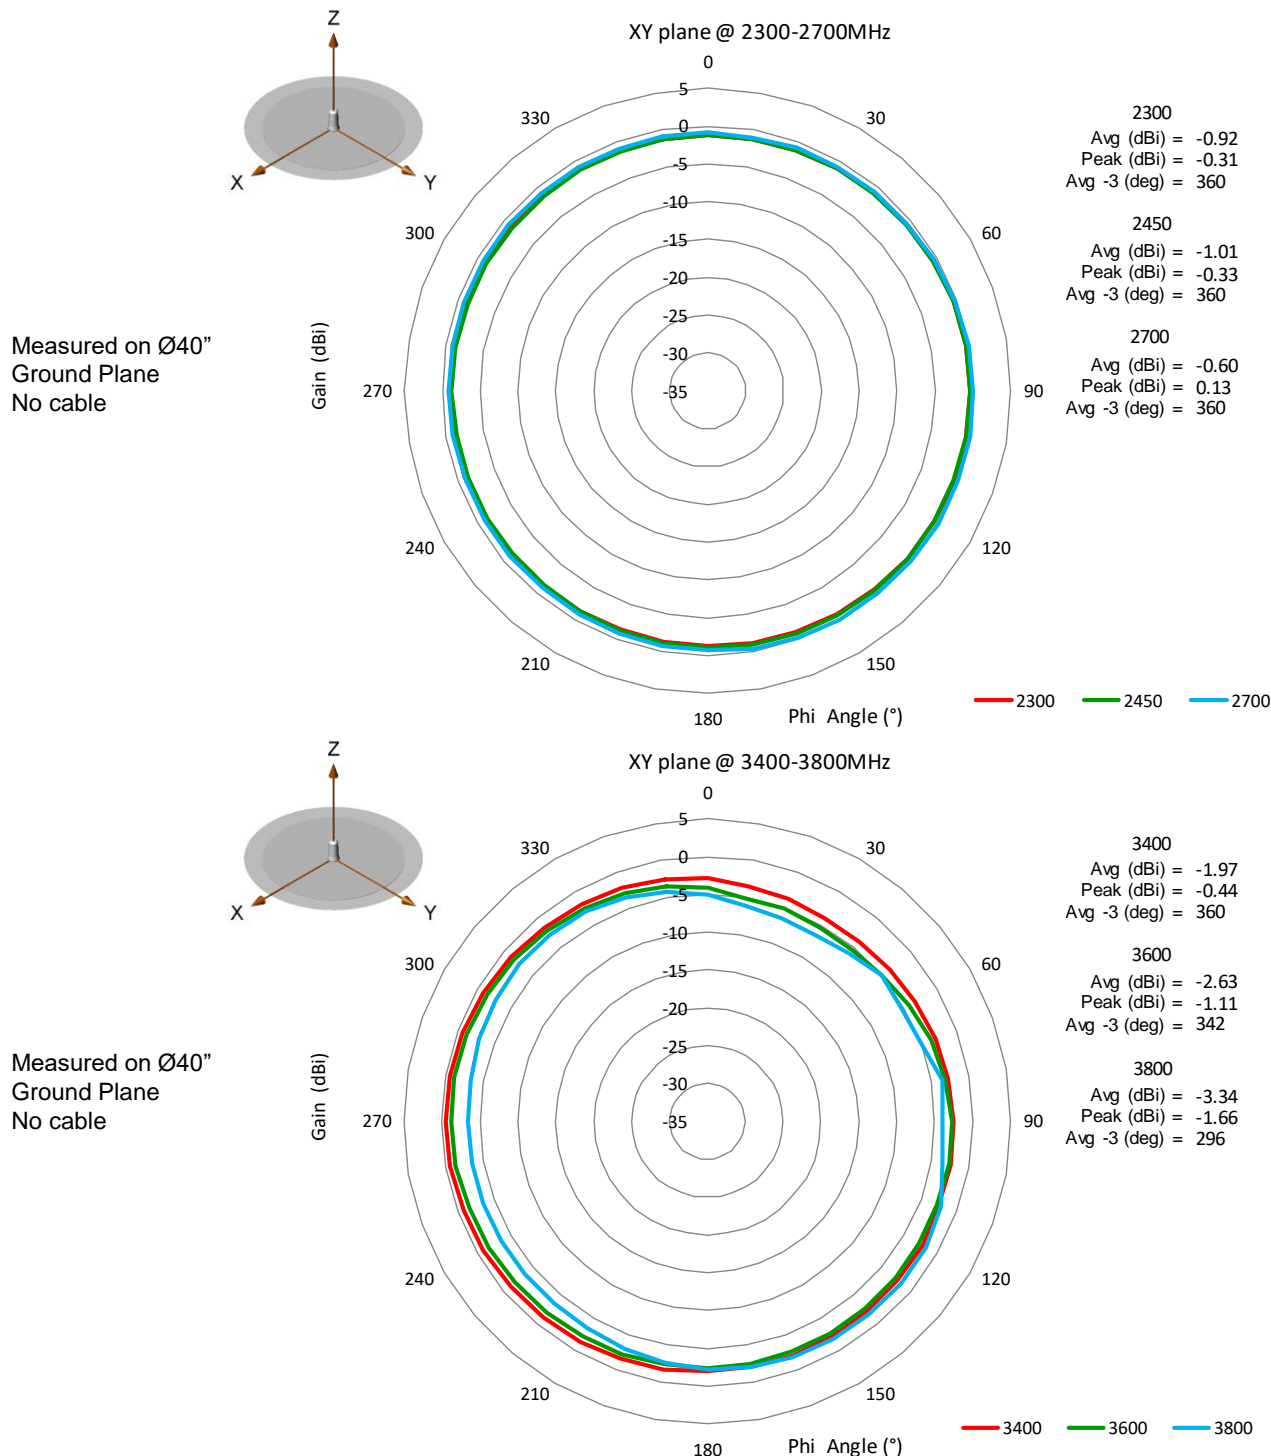 Z
X
Y
Measured on Ø40”
Ground Plane
No cable
XY plane @ 2300-2700MHz
0
30
60
90
120
150
180
210
240
270
300
330
5
0
-5
-10
-15
-20
-25
-30
-35
Gain (dBi)
Phi Angle (°)
2300
Avg (dBi) = -0.92
Peak (dBi) = -0.31
Avg -3 (deg) = 360
2450
Avg (dBi) = -1.01
Peak (dBi) = -0.33
Avg -3 (deg) = 360
2700
Avg (dBi) = -0.60
Peak (dBi) = 0.13
Avg -3 (deg) = 360
2300 2450 2700
Z
X
Y
Measured on Ø40”
Ground Plane
No cable
XY plane @ 3400-3800MHz
0
30
60
90
120
150
180
210
240
270
300
330
5
0
-5
-10
-15
-20
-25
-30
-35
Gain (dBi)
Phi Angle (°)
3400
Avg (dBi) = -1.97
Peak (dBi) = -0.44
Avg -3 (deg) = 360
3600
Avg (dBi) = -2.63
Peak (dBi) = -1.11
Avg -3 (deg) = 342
3800
Avg (dBi) = -3.34
Peak (dBi) = -1.66
Avg -3 (deg) = 296
3400 3600 3800